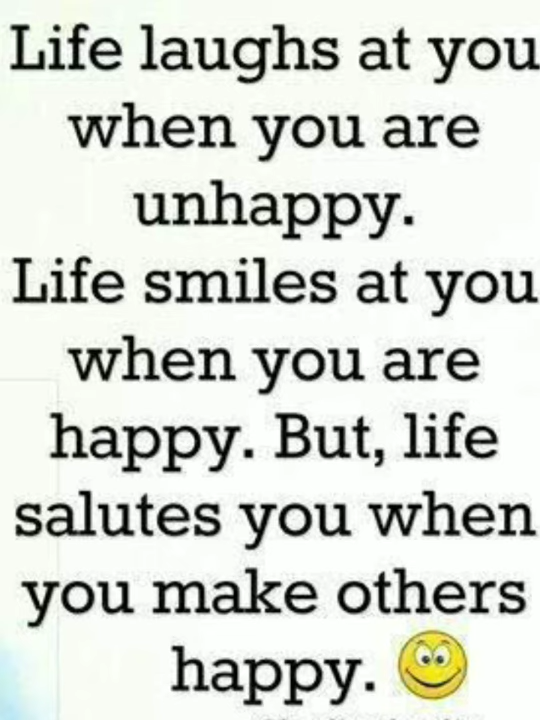 Life laughs at you
when you are
unhappy.
Life smiles at you
when you are
happy. But, life
salutes you when
you make others
happy.